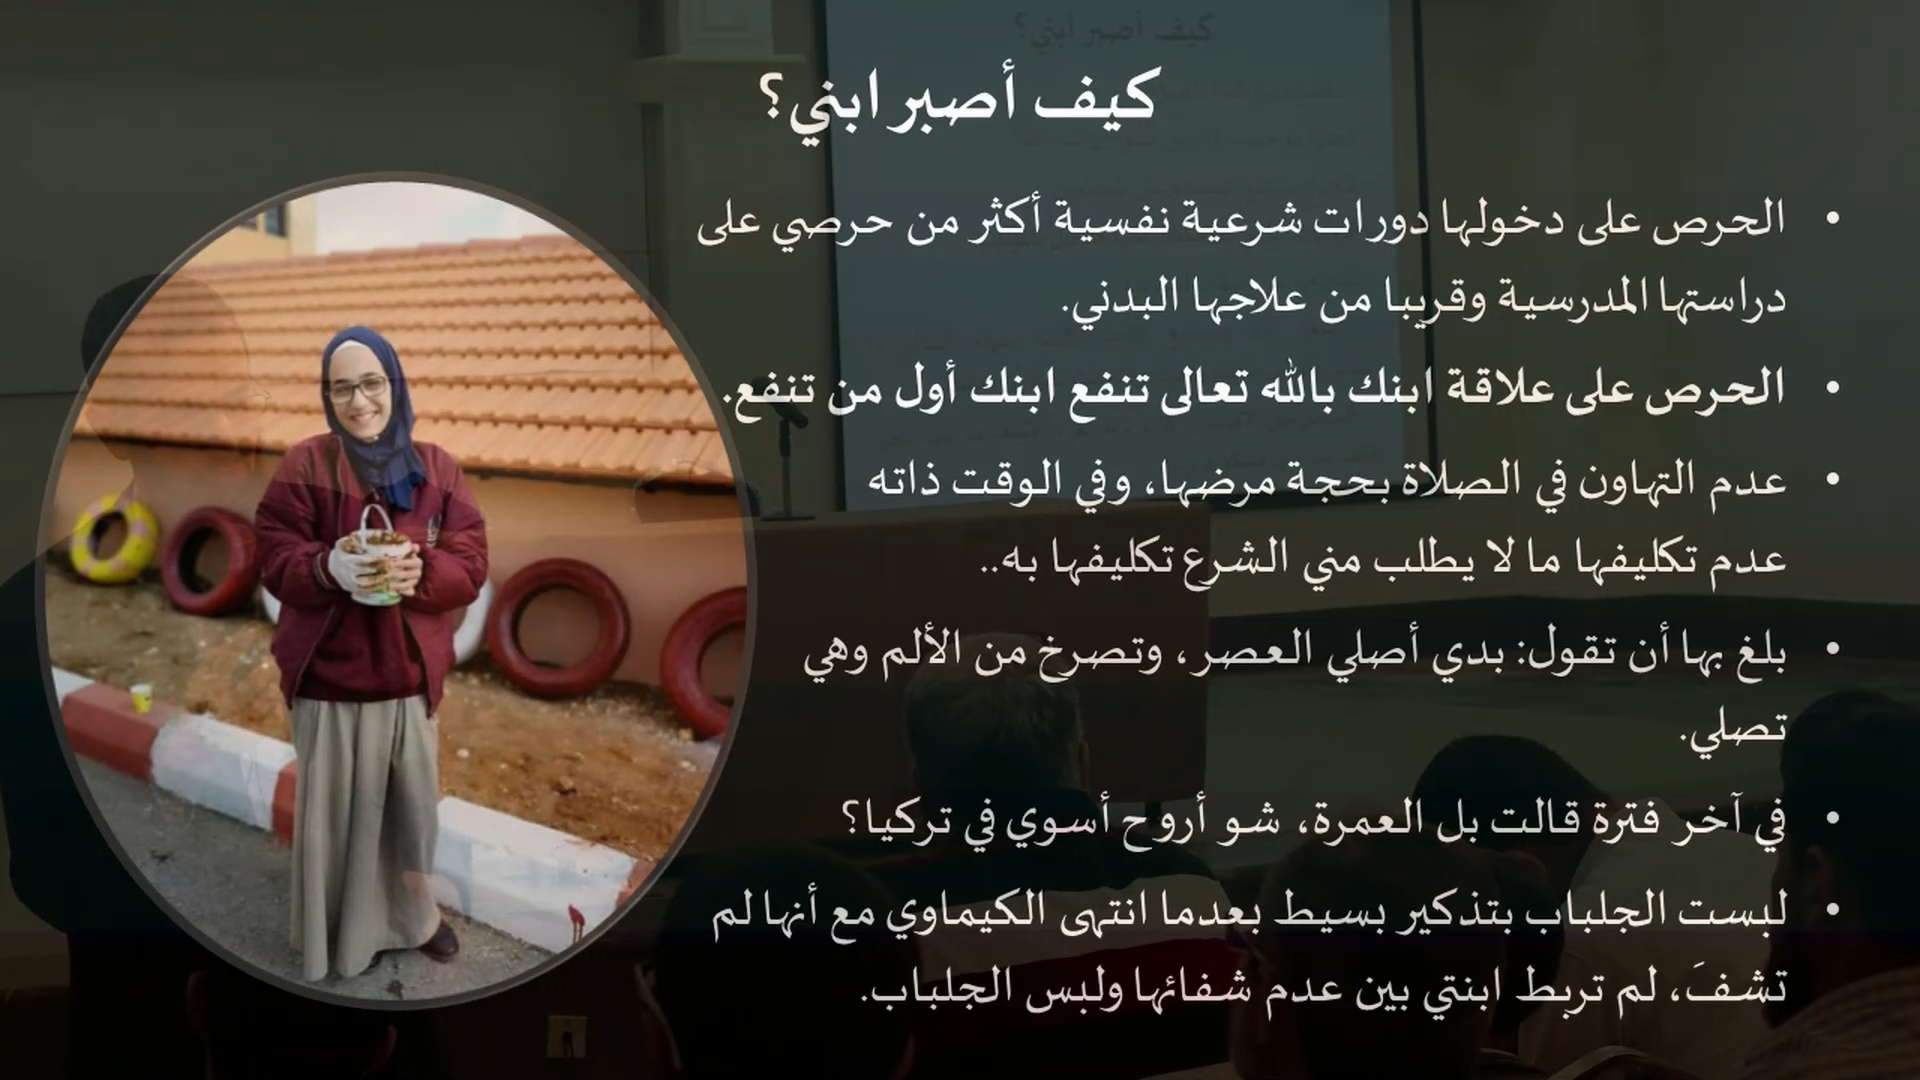 كيف أصبر ابني؟
• الحرص على دخولها دورات شرعية نفسية أكثر من حرصي على
دراستها المدرسية وقريبا من علاجها البدني.
• الحرص على علاقة ابنك بالله تعالى تنفع ابنك أول من تنفع.
• عدم التهاون في الصلاة بحجة مرضها، وفي الوقت ذاته
عدم تكليفها ما لا يطلب مني الشرع تكليفها به..
• بلغ بها أن تقول: بدي أصلي العصر، وتصرخ من الألم وهي
تصلي.
• في آخر فترة قالت بل العمرة، شو أروح أسوي في تركيا؟
• لبست الجلباب بتذكير بسيط بعدما انتهى الكيماوي مع أنها لم
تشفَ، لم تربط ابنتي بين عدم شفائها ولبس الجلباب.
كيف أصبر ابني؟